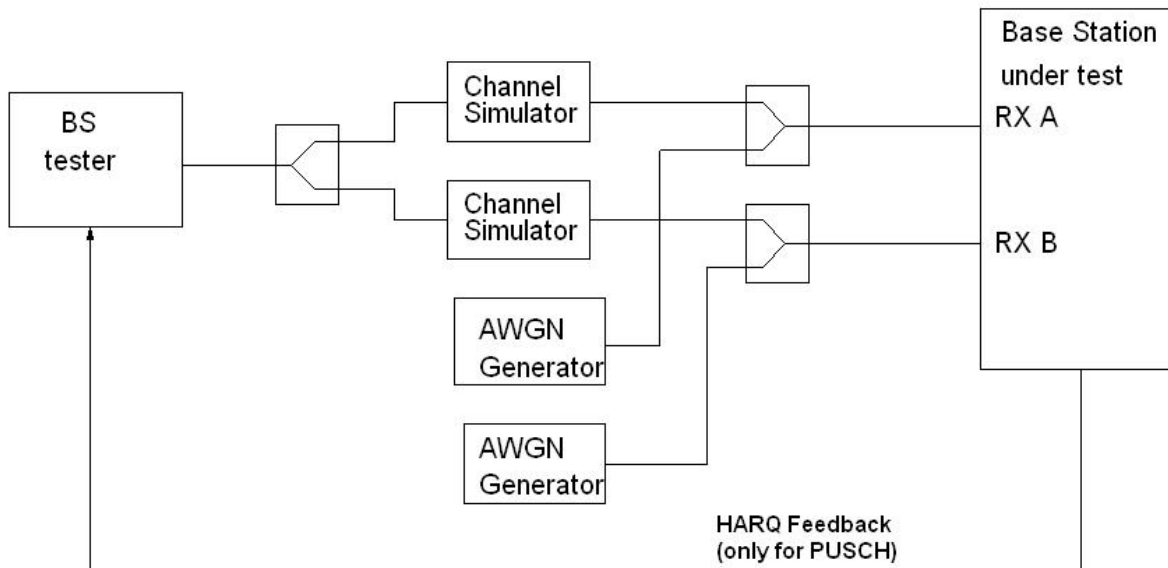 BS
tester
Channel
Simulator
Channel
Simulator
AWGN
Generator
AWGN
Generator
Base Station
under test
RX A
RX B
HARQ Feedback
(only for PUSCH)